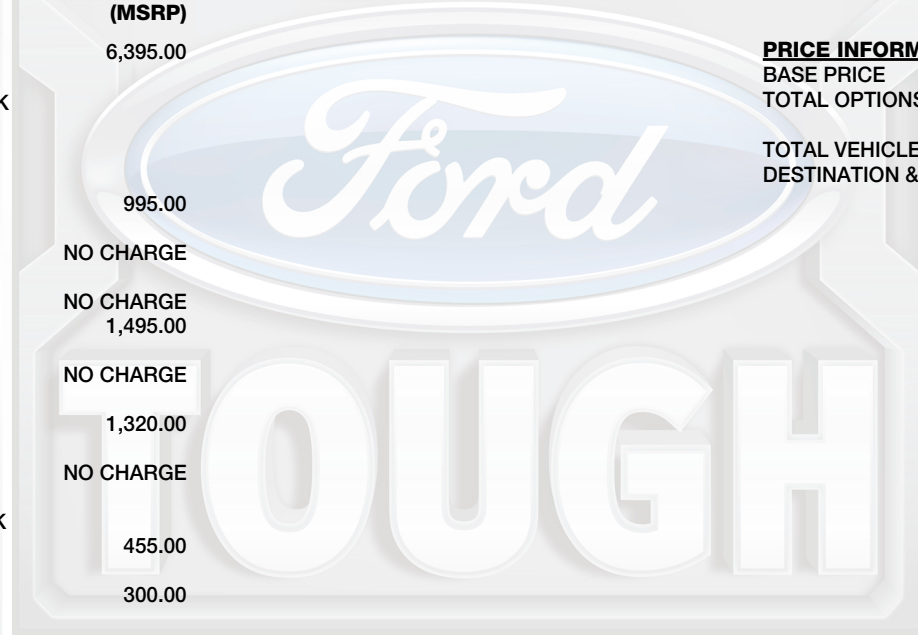 (MSRP)
6,395.00
K
995.00
NO CHARGE
NO CHARGE
1,495.00
NO CHARGE
1,320.00
NO CHARGE
K
455.00
300.00
PRICE INFORM
BASE PRICE
TOTAL OPTIONS
TOTAL VEHICLE
DESTINATION &
Ford
TOUGH